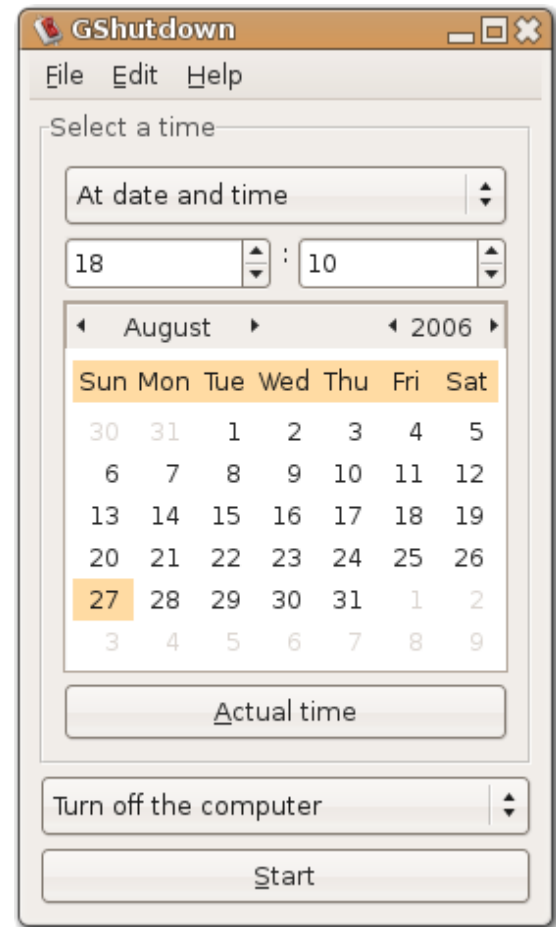 GShutdown
File Edit Help
Select a time
At date and time
18 : 10
August 2006
Sun Mon Tue Wed Thu Fri Sat
30 31 1 2 3 4 5
6 7 8 9 10 11 12
13 14 15 16 17 18 19
20 21 22 23 24 25 26
27 28 29 30 31 1 2
3 4 5 6 7 8 9
Actual time
Turn off the computer
Start